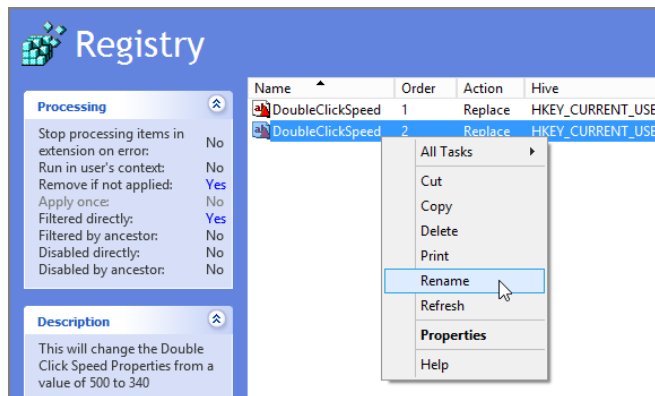 Registry
Name Order Action Hive
DoubleClickSpeed 1 Replace HKEY_CURRENT_USE
DoubleClickSpeed 2 Replace HKEY_CURRENT_USE
Processing
Stop processing items in
extension on error: No
Run in user's context: No
Remove if not applied: Yes
Apply once: No
Filtered directly: Yes
Filtered by ancestor: No
Disabled directly: No
Disabled by ancestor: No
Description
This will change the Double
Click Speed Properties from a
value of 500 to 340
All Tasks
Cut
Copy
Delete
Print
Rename
Refresh
Properties
Help